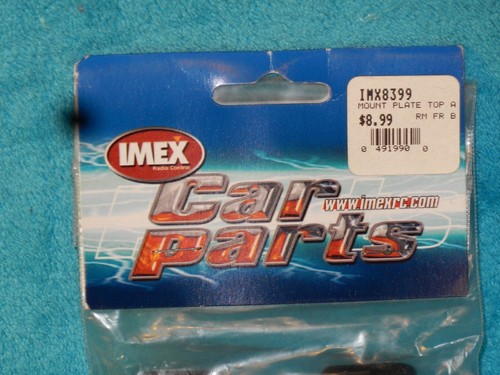 IMX8399
MOUNT PLATE TOP A
$8.99 RM FR B
0 491990 0
IMEX
Radio Control
Car
www.imexrc.com
parts